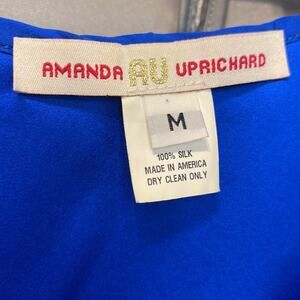 AMANDA AU UPRICHARD
M
100% SILK
MADE IN AMERICA
DRY CLEAN ONLY